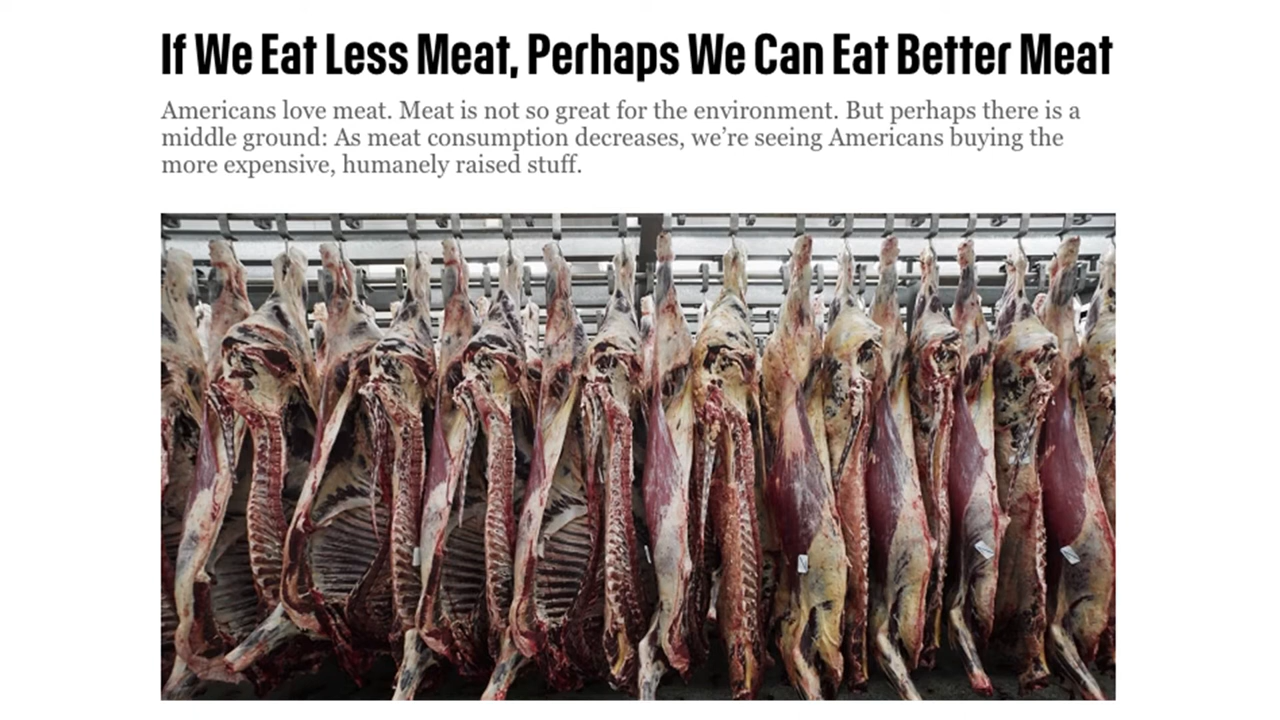 If We Eat Less Meat, Perhaps We Can Eat Better Meat
Americans love meat. Meat is not so great for the environment. But perhaps there is a
middle ground: As meat consumption decreases, we’re seeing Americans buying the
more expensive, humanely raised stuff.